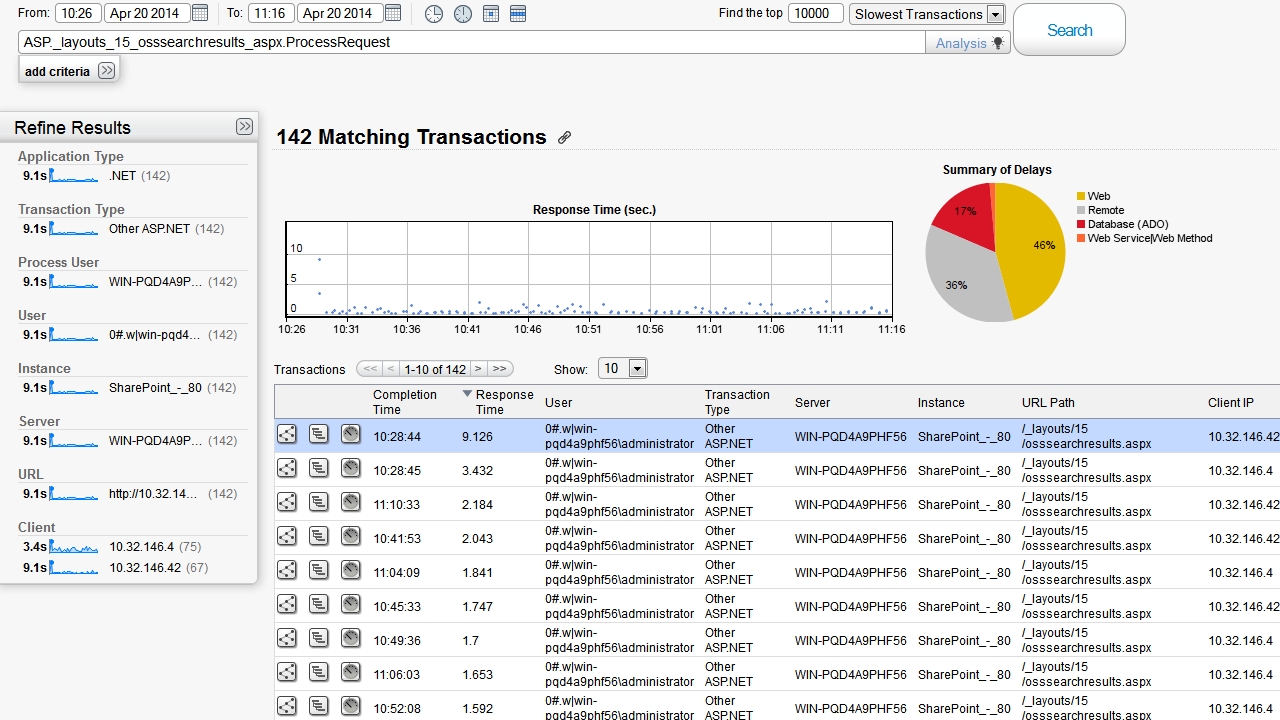 From: 10:26 Apr 20 2014 To: 11:16 Apr 20 2014 Find the top 10000 Slowest Transactions Search
ASP._layouts_15_osssearchresults_aspx.ProcessRequest Analysis
add criteria >>
Refine Results >>
Application Type
9.1s .NET (142)
Transaction Type
9.1s Other ASP.NET (142)
Process User
9.1s WIN-PQD4A9P... (142)
User
9.1s 0#.w|win-pqd4... (142)
Instance
9.1s SharePoint_-_80 (142)
Server
9.1s WIN-PQD4A9P... (142)
URL
9.1s http://10.32.14... (142)
Client
3.4s 10.32.146.4 (75)
9.1s 10.32.146.42 (67)
142 Matching Transactions
Response Time (sec.)
10
5
0
10:26 10:31 10:36 10:41 10:46 10:51 10:56 11:01 11:06 11:11 11:16
Summary of Delays
17%
46%
36%
Web
Remote
Database (ADO)
Web Service|Web Method
Transactions << < 1-10 of 142 > >> Show: 10
Completion Time Response Time User Transaction Type Server Instance URL Path Client IP
10:28:44 9.126 0#.w|win-pqd4a9phf56\administrator Other ASP.NET WIN-PQD4A9PHF56 SharePoint_-_80 /_layouts/15/osssearchresults.aspx 10.32.146.42
10:28:45 3.432 0#.w|win-pqd4a9phf56\administrator Other ASP.NET WIN-PQD4A9PHF56 SharePoint_-_80 /_layouts/15/osssearchresults.aspx 10.32.146.4
11:10:33 2.184 0#.w|win-pqd4a9phf56\administrator Other ASP.NET WIN-PQD4A9PHF56 SharePoint_-_80 /_layouts/15/osssearchresults.aspx 10.32.146.42
10:41:53 2.043 0#.w|win-pqd4a9phf56\administrator Other ASP.NET WIN-PQD4A9PHF56 SharePoint_-_80 /_layouts/15/osssearchresults.aspx 10.32.146.4
11:04:09 1.841 0#.w|win-pqd4a9phf56\administrator Other ASP.NET WIN-PQD4A9PHF56 SharePoint_-_80 /_layouts/15/osssearchresults.aspx 10.32.146.4
10:45:33 1.747 0#.w|win-pqd4a9phf56\administrator Other ASP.NET WIN-PQD4A9PHF56 SharePoint_-_80 /_layouts/15/osssearchresults.aspx 10.32.146.42
10:49:36 1.7 0#.w|win-pqd4a9phf56\administrator Other ASP.NET WIN-PQD4A9PHF56 SharePoint_-_80 /_layouts/15/osssearchresults.aspx 10.32.146.4
11:06:03 1.653 0#.w|win-pqd4a9phf56\administrator Other ASP.NET WIN-PQD4A9PHF56 SharePoint_-_80 /_layouts/15/osssearchresults.aspx 10.32.146.4
10:52:08 1.592 0#.w|win-pqd4a9phf56\administrator Other ASP.NET WIN-PQD4A9PHF56 SharePoint_-_80 /_layouts/15/osssearchresults.aspx 10.32.146.4